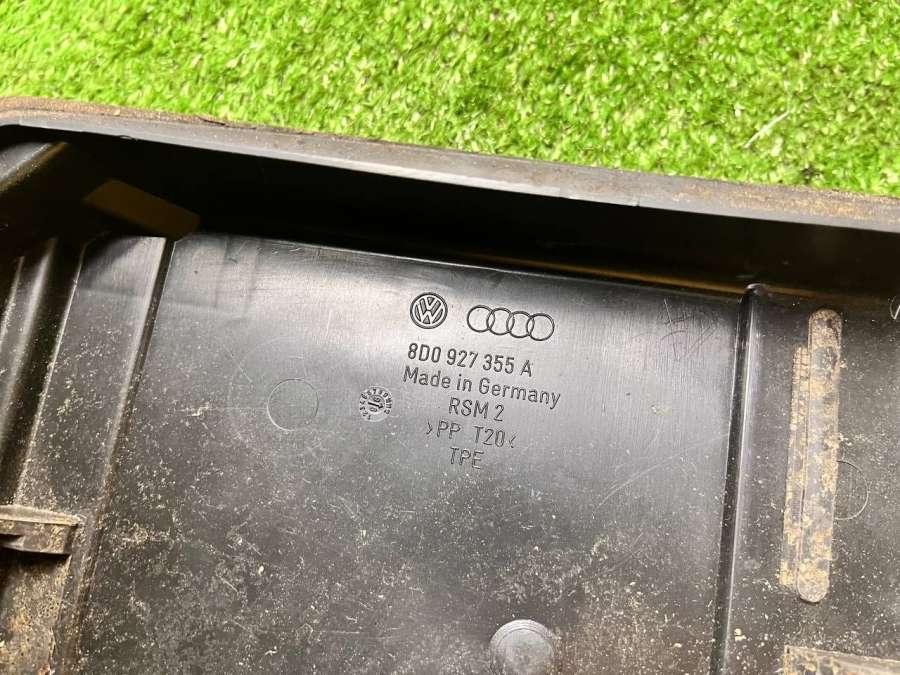 8D0 927 355 A
Made in Germany
RSM 2
>PP T20<
TPE